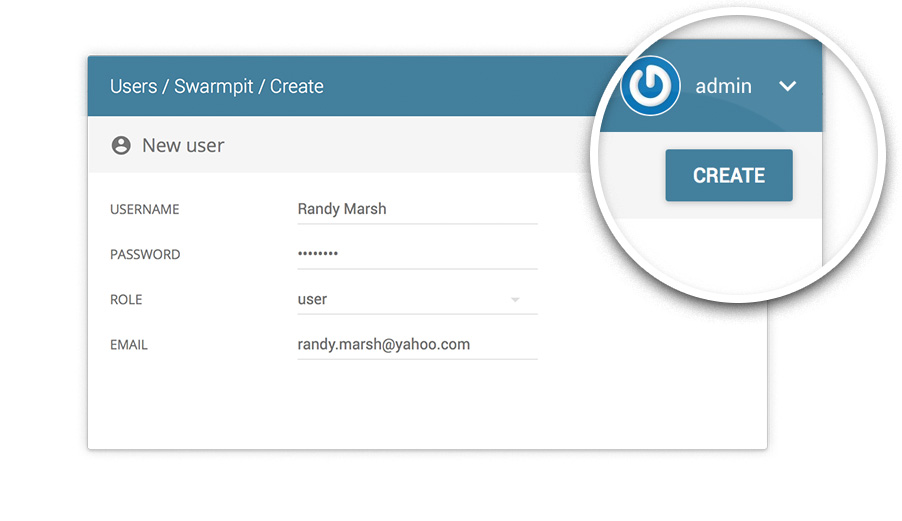 Users / Swarmpit / Create
admin
New user
CREATE
USERNAME Randy Marsh
PASSWORD ••••••••
ROLE user
EMAIL randy.marsh@yahoo.com